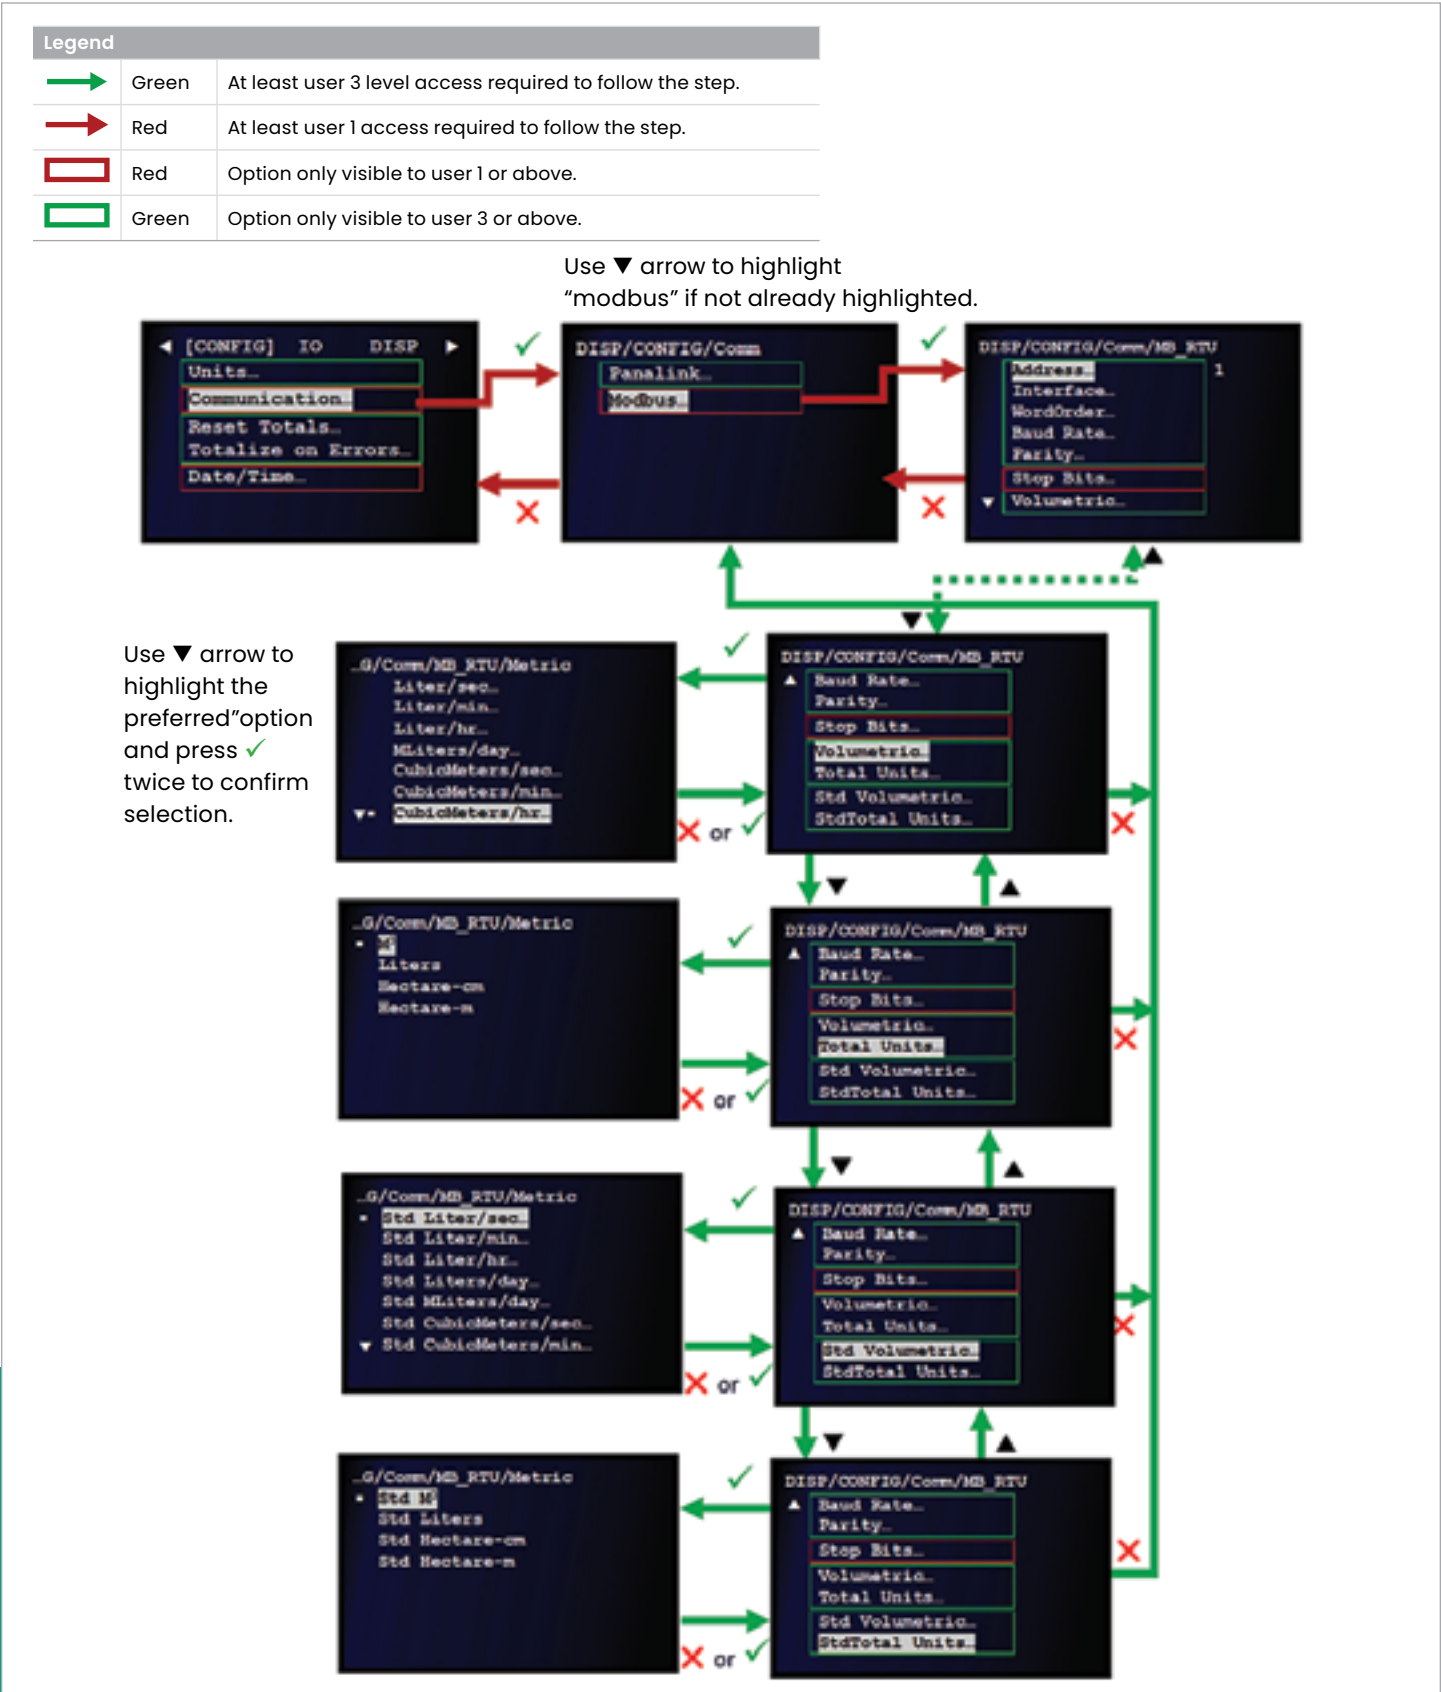 Legend
Green At least user 3 level access required to follow the step.
Red At least user 1 access required to follow the step.
Red Option only visible to user 1 or above.
Green Option only visible to user 3 or above.
Use ▼ arrow to highlight
“modbus” if not already highlighted.
◀ [CONFIG] IO DISP ▶
Units…
Communication…
Reset Totals…
Totalize on Errors…
Date/Time…
✓
✕
DISP/CONFIG/Comm
Panalink…
Modbus…
✓
✕
DISP/CONFIG/Comm/MB_RTU
Address… 1
Interface…
WordOrder…
Baud Rate…
Parity…
Stop Bits…
▼ Volumetric…
▲
▼
Use ▼ arrow to
highlight the
preferred”option
and press ✓
twice to confirm
selection.
…G/Comm/MB_RTU/Metric
Liter/sec…
Liter/min…
Liter/hr…
MLiters/day…
CubicMeters/sec…
CubicMeters/min…
CubicMeters/hr…
✓
✕ or ✓
DISP/CONFIG/Comm/MB_RTU
▲ Baud Rate…
Parity…
Stop Bits…
Volumetric…
Total Units…
Std Volumetric…
StdTotal Units…
✕
▼ ▲
…G/Comm/MB_RTU/Metric
Liters
Hectare-cm
Hectare-m
✓
✕ or ✓
DISP/CONFIG/Comm/MB_RTU
▲ Baud Rate…
Parity…
Stop Bits…
Volumetric…
Total Units…
Std Volumetric…
StdTotal Units…
✕
▼ ▲
…G/Comm/MB_RTU/Metric
Std Liter/sec…
Std Liter/min…
Std Liter/hr…
Std Liters/day…
Std MLiters/day…
Std CubicMeters/sec…
▼ Std CubicMeters/min…
✓
✕ or ✓
DISP/CONFIG/Comm/MB_RTU
▲ Baud Rate…
Parity…
Stop Bits…
Volumetric…
Total Units…
Std Volumetric…
StdTotal Units…
✕
▼ ▲
…G/Comm/MB_RTU/Metric
Std
Std Liters
Std Hectare-cm
Std Hectare-m
✓
✕ or ✓
DISP/CONFIG/Comm/MB_RTU
▲ Baud Rate…
Parity…
Stop Bits…
Volumetric…
Total Units…
Std Volumetric…
StdTotal Units…
✕